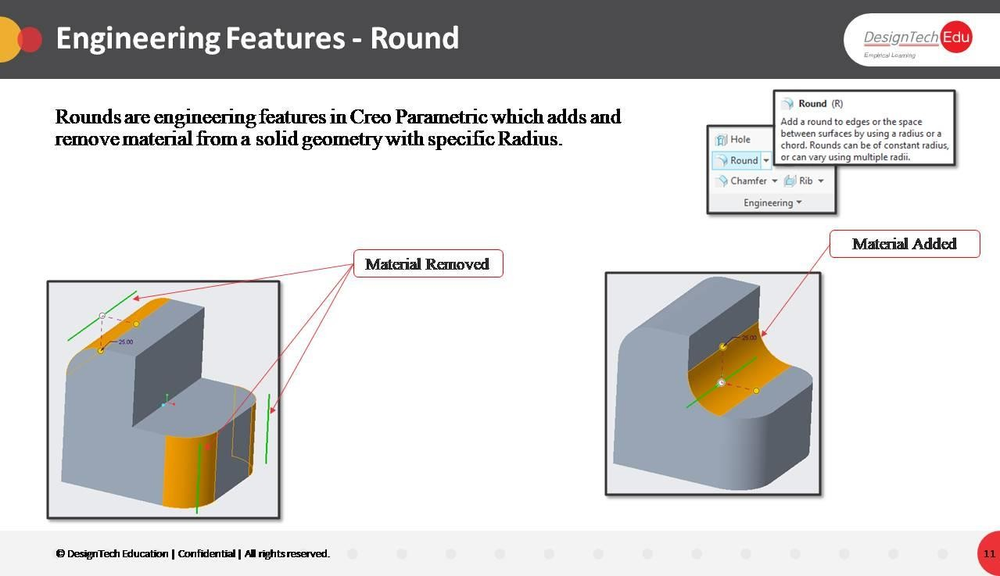 Engineering Features - Round
DesignTech Edu
Empirical Learning
Rounds are engineering features in Creo Parametric which adds and
remove material from a solid geometry with specific Radius.
Round (R)
Add a round to edges or the space
between surfaces by using a radius or a
chord. Rounds can be of constant radius,
or can vary using multiple radii.
Hole
Round
Chamfer
Rib
Engineering
Material Removed
Material Added
25.00
25.00
© DesignTech Education | Confidential | All rights reserved.
11